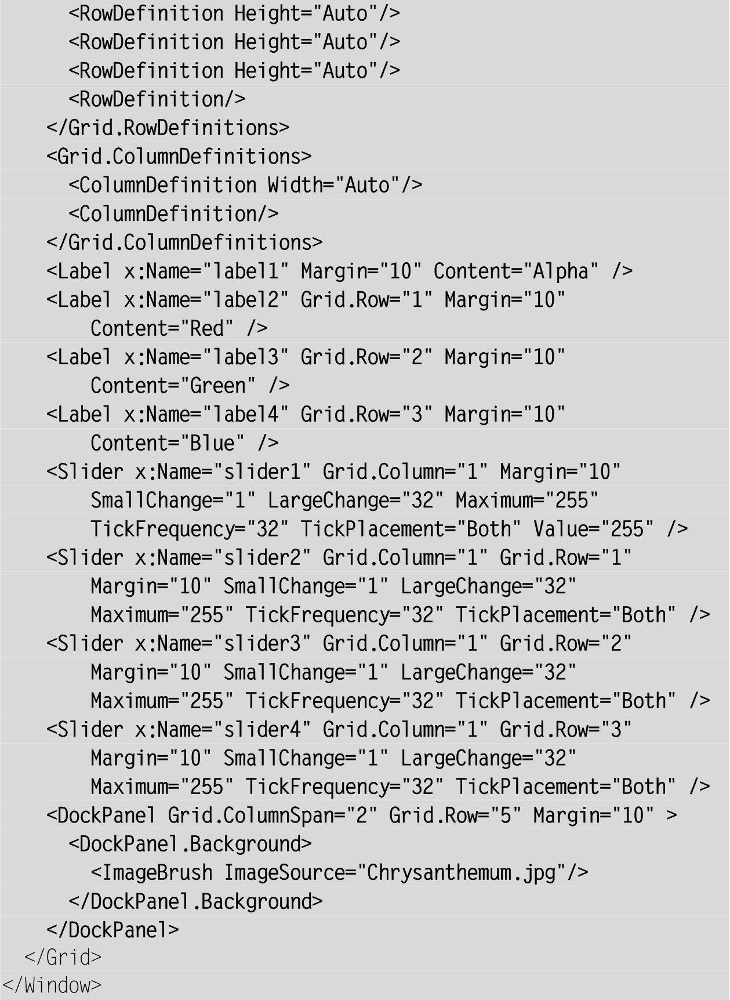 <RowDefinition Height="Auto"/>
<RowDefinition Height="Auto"/>
<RowDefinition Height="Auto"/>
<RowDefinition/>
</Grid.RowDefinitions>
<Grid.ColumnDefinitions>
<ColumnDefinition Width="Auto"/>
<ColumnDefinition/>
</Grid.ColumnDefinitions>
<Label x:Name="label1" Margin="10" Content="Alpha" />
<Label x:Name="label2" Grid.Row="1" Margin="10"
Content="Red" />
<Label x:Name="label3" Grid.Row="2" Margin="10"
Content="Green" />
<Label x:Name="label4" Grid.Row="3" Margin="10"
Content="Blue" />
<Slider x:Name="slider1" Grid.Column="1" Margin="10"
SmallChange="1" LargeChange="32" Maximum="255"
TickFrequency="32" TickPlacement="Both" Value="255" />
<Slider x:Name="slider2" Grid.Column="1" Grid.Row="1"
Margin="10" SmallChange="1" LargeChange="32"
Maximum="255" TickFrequency="32" TickPlacement="Both" />
<Slider x:Name="slider3" Grid.Column="1" Grid.Row="2"
Margin="10" SmallChange="1" LargeChange="32"
Maximum="255" TickFrequency="32" TickPlacement="Both" />
<Slider x:Name="slider4" Grid.Column="1" Grid.Row="3"
Margin="10" SmallChange="1" LargeChange="32"
Maximum="255" TickFrequency="32" TickPlacement="Both" />
<DockPanel Grid.ColumnSpan="2" Grid.Row="5" Margin="10" >
<DockPanel.Background>
<ImageBrush ImageSource="Chrysanthemum.jpg"/>
</DockPanel.Background>
</DockPanel>
</Grid>
</Window>